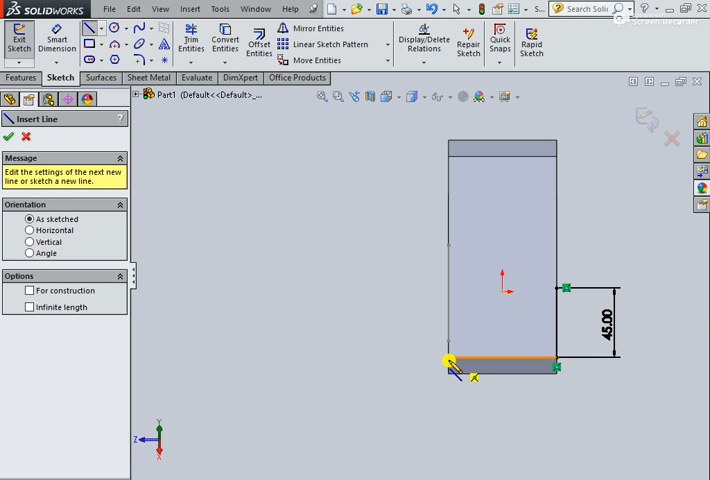 SOLIDWORKS File Edit View Insert Tools Window Help Search Help
Screen Recorder
Exit Sketch
Smart Dimension
Trim Entities
Convert Entities
Offset Entities
Mirror Entities
Linear Sketch Pattern
Move Entities
Display/Delete Relations
Repair Sketch
Quick Snaps
Rapid Sketch
Features Sketch Surfaces Sheet Metal Evaluate DimXpert Office Products
Part1 (Default<<Default>_...
Insert Line ?
Message
Edit the settings of the next new line or sketch a new line.
Orientation
As sketched
Horizontal
Vertical
Angle
Options
For construction
Infinite length
45.00
Y
Z